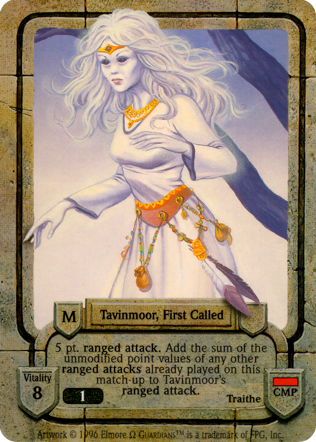 M
Tavinmoor, First Called
5 pt. ranged attack. Add the sum of the
unmodified point values of any other
ranged attacks already played on this
match-up to Tavinmoor's
ranged attack.
Traithe
Vitality
8
1
CMP
Artwork © 1996 Elmore Ω GUARDIANS™ is a trademark of FPG, Inc.